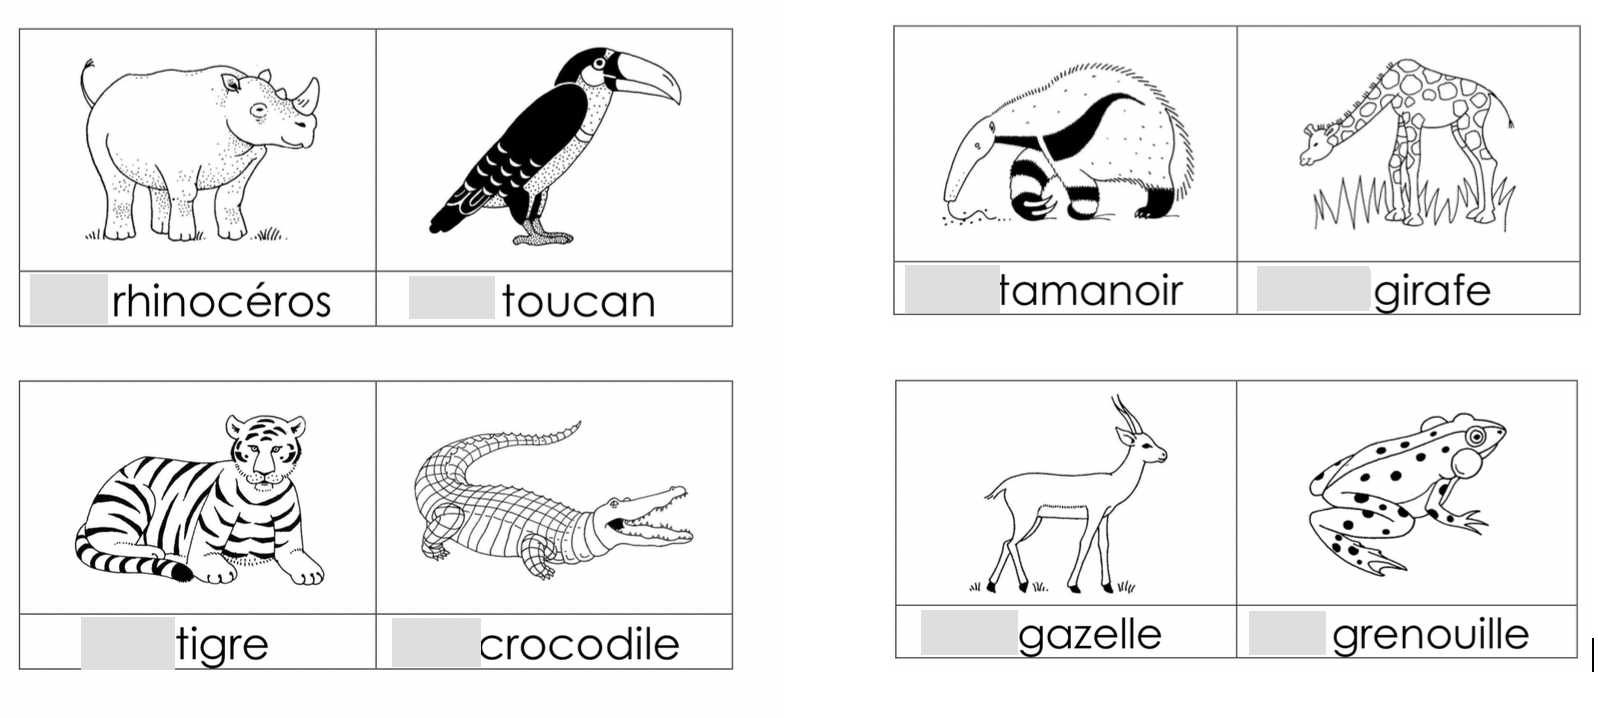 rhinocéros toucan
tamanoir girafe
tigre crocodile
gazelle grenouille